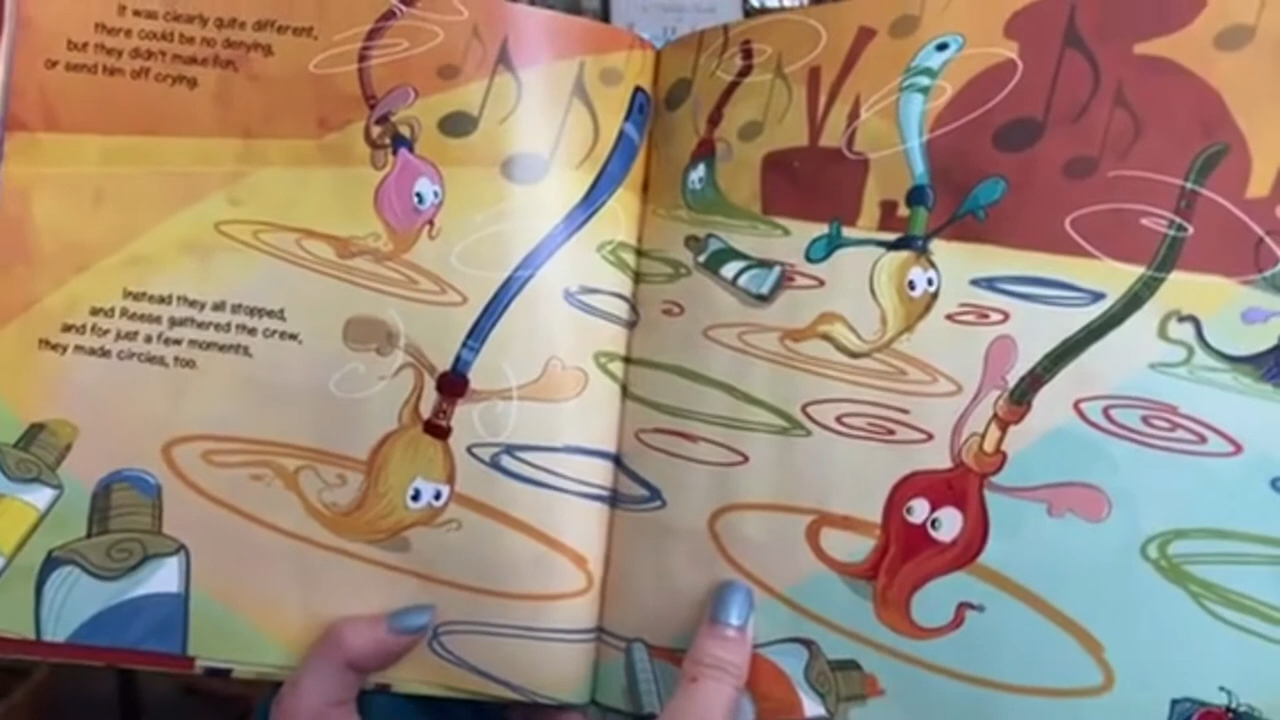 It was clearly quite different,
there could be no denying,
but they didn't make fun,
or send him off crying.
Instead they all stopped,
and Reese gathered the crew,
and for just a few moments,
they made circles, too.